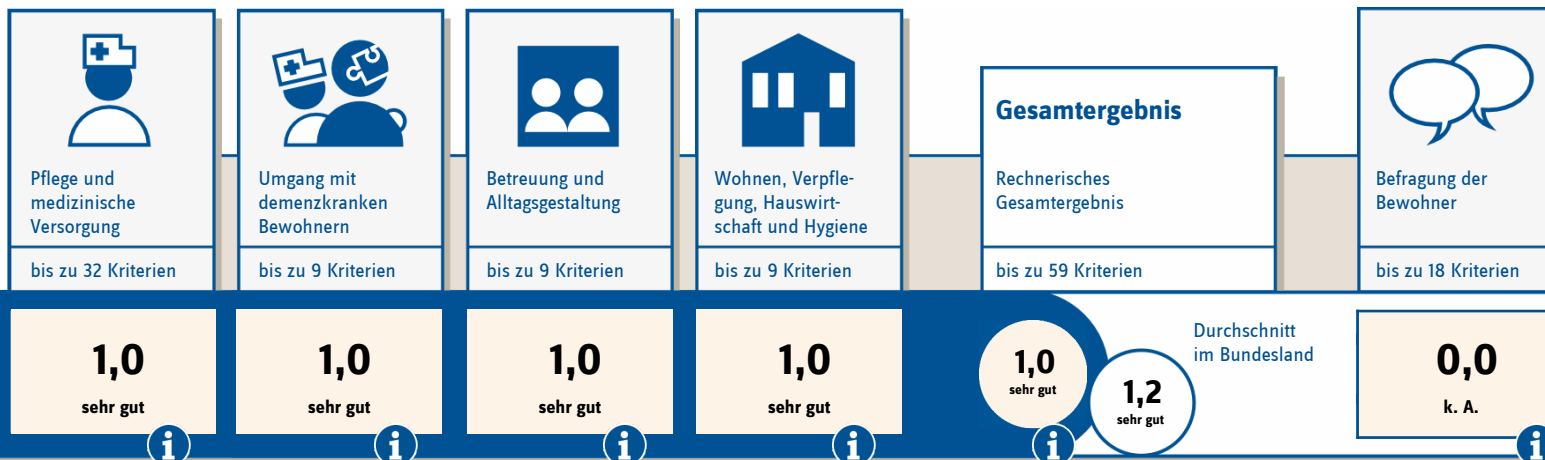 Pflege und
medizinische
Versorgung
bis zu 32 Kriterien
1,0
sehr gut
i
Umgang mit
demenzkranken
Bewohnern
bis zu 9 Kriterien
1,0
sehr gut
i
Betreuung und
Alltagsgestaltung
bis zu 9 Kriterien
1,0
sehr gut
i
Wohnen, Verpfle-
gung, Hauswirt-
schaft und Hygiene
bis zu 9 Kriterien
1,0
sehr gut
i
Gesamtergebnis
Rechnerisches
Gesamtergebnis
bis zu 59 Kriterien
1,0
sehr gut
i
Durchschnitt
im Bundesland
1,2
sehr gut
Befragung der
Bewohner
bis zu 18 Kriterien
0,0
k. A.
i